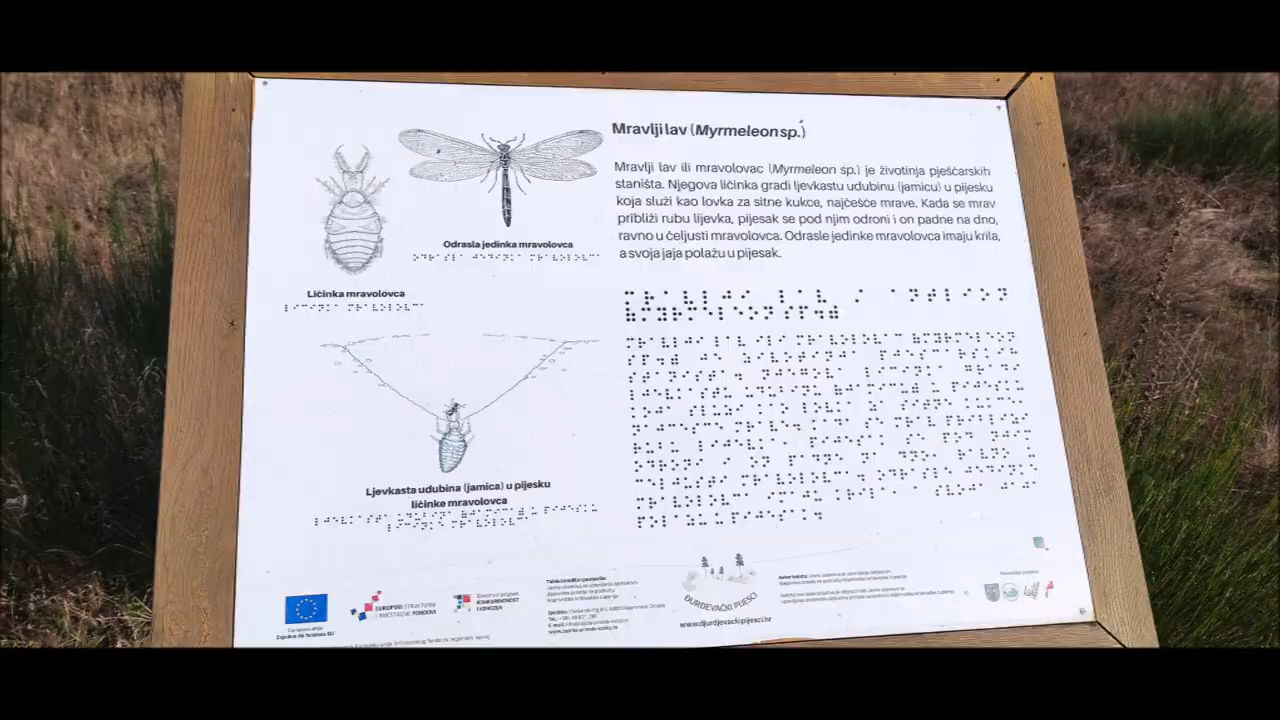 Mravlji lav (Myrmeleon sp.)
Mravlji lav ili mravolovac (Myrmeleon sp.) je životinja pješčarskih
staništa. Njegova ličinka gradi ljevkastu udubinu (jamicu) u pijesku
koja služi kao lovka za sitne kukce, najčešće mrave. Kada se mrav
približi rubu lijevka, pijesak se pod njim odroni i on padne na dno,
ravno u čeljusti mravolovca. Odrasle jedinke mravolovca imaju krila,
a svoja jaja polažu u pijesak.
Odrasla jedinka mravolovca
Ličinka mravolovca
Ljevkasta udubina (jamica) u pijesku
ličinke mravolovca
Europska unija
Zajedno do fondova EU
EUROPSKI STRUKTURNI
I INVESTICIJSKI FONDOVI
Operativni program
KONKURENTNOST
I KOHEZIJA
ĐURĐEVAČKI PIJESCI
www.djurdjevackipijesci.hr